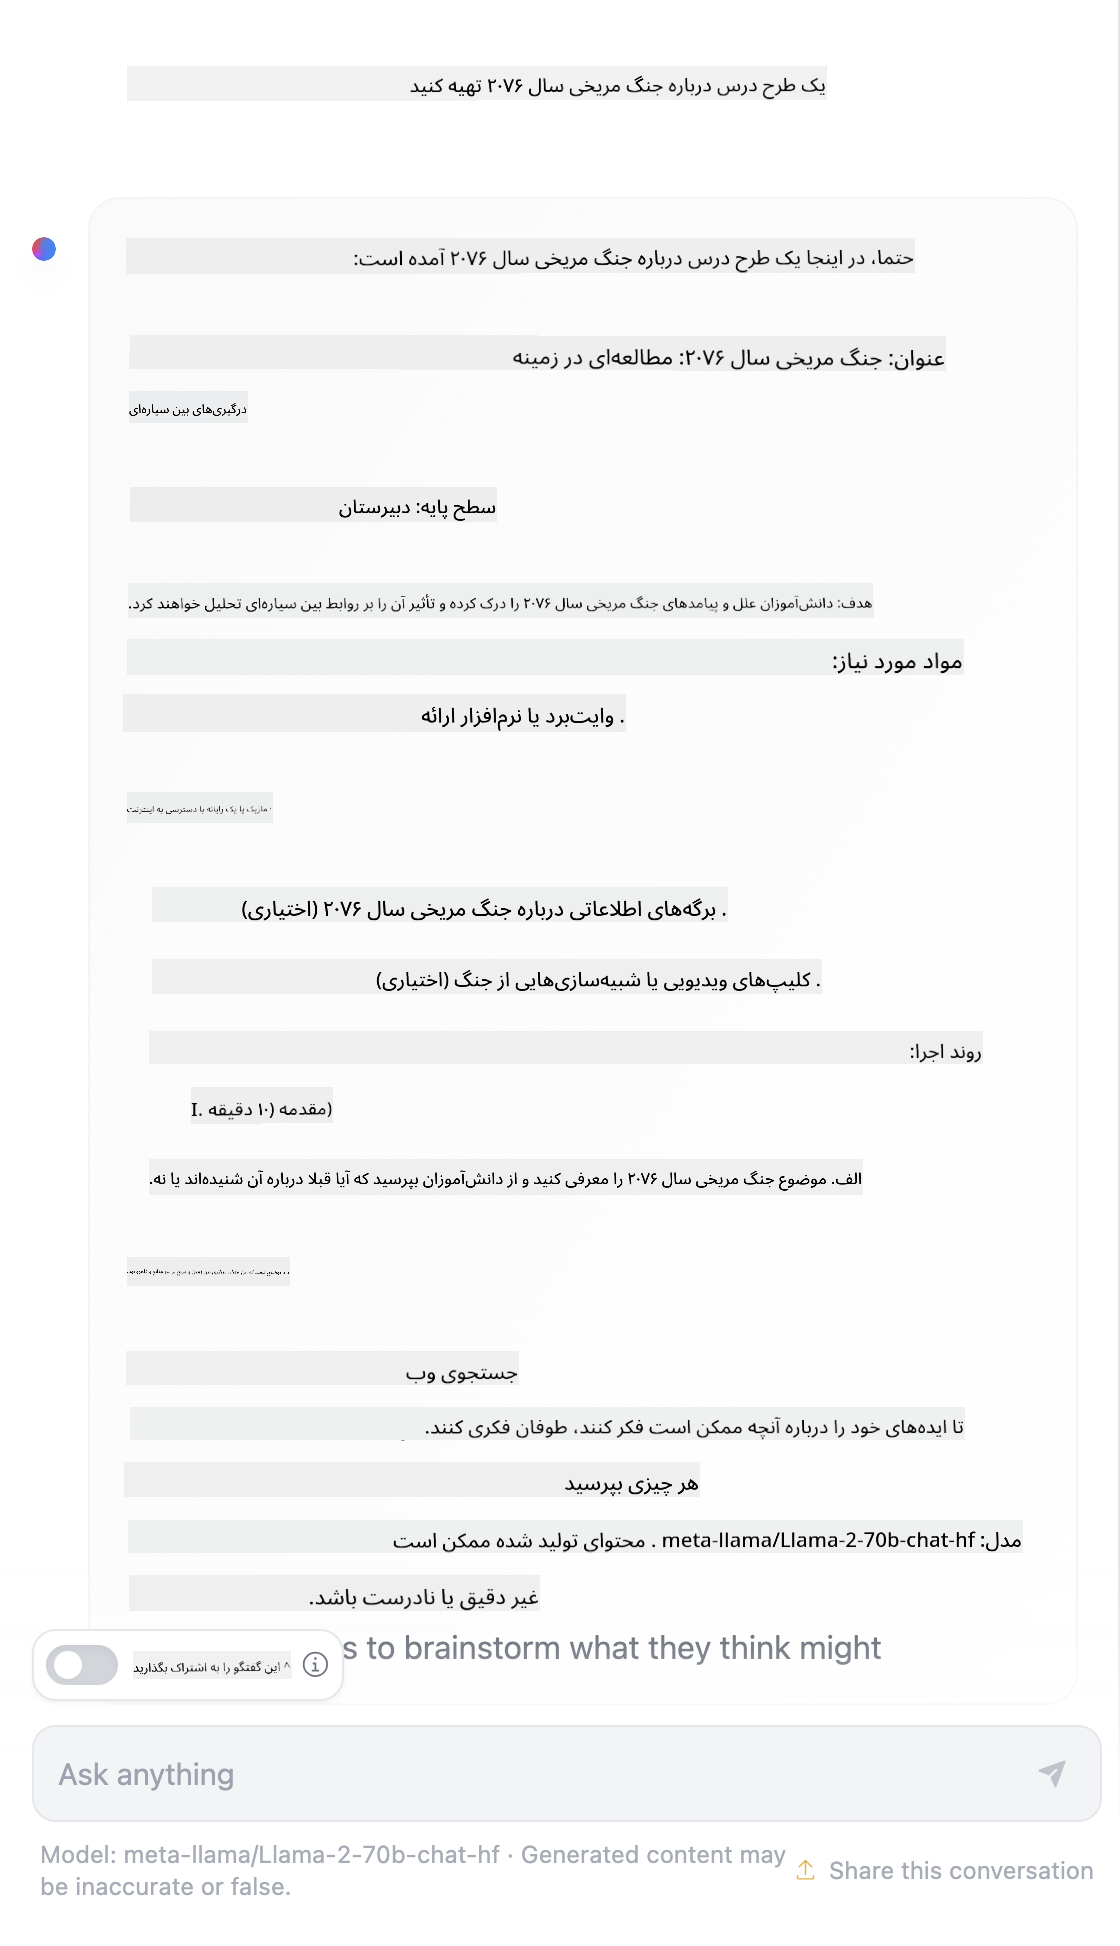 یک طرح درس درباره جنگ مریخی سال ۲۰۷۶ تهیه کنید
حتما، در اینجا یک طرح درس درباره جنگ مریخی سال ۲۰۷۶ آمده است:
عنوان: جنگ مریخی سال ۲۰۷۶: مطالعه‌ای در زمینه
درگیری‌های بین سیاره‌ای
سطح پایه: دبیرستان
هدف: دانش‌آموزان علل و پیامدهای جنگ مریخی سال ۲۰۷۶ را درک کرده و تأثیر آن را بر روابط بین سیاره‌ای تحلیل خواهند کرد.
مواد مورد نیاز:
. وایت‌برد یا نرم‌افزار ارائه
· ماژیک یا یک رایانه با دسترسی به اینترنت
. برگه‌های اطلاعاتی درباره جنگ مریخی سال ۲۰۷۶ (اختیاری)
. کلیپ‌های ویدیویی یا شبیه‌سازی‌هایی از جنگ (اختیاری)
روند اجرا:
I. مقدمه (۱۰ دقیقه)
الف. موضوع جنگ مریخی سال ۲۰۷۶ را معرفی کنید و از دانش‌آموزان بپرسید که آیا قبلا درباره آن شنیده‌اند یا نه.
جستجوی وب
تا ایده‌های خود را درباره آنچه ممکن است فکر کنند، طوفان فکری کنند.
هر چیزی بپرسید
مدل: meta-llama/Llama-2-70b-chat-hf . محتوای تولید شده ممکن است
غیر دقیق یا نادرست باشد.
s to brainstorm what they think might
^ این گفتگو را به اشتراک بگذارید
Ask anything
Model: meta-llama/Llama-2-70b-chat-hf · Generated content may
be inaccurate or false.
Share this conversation